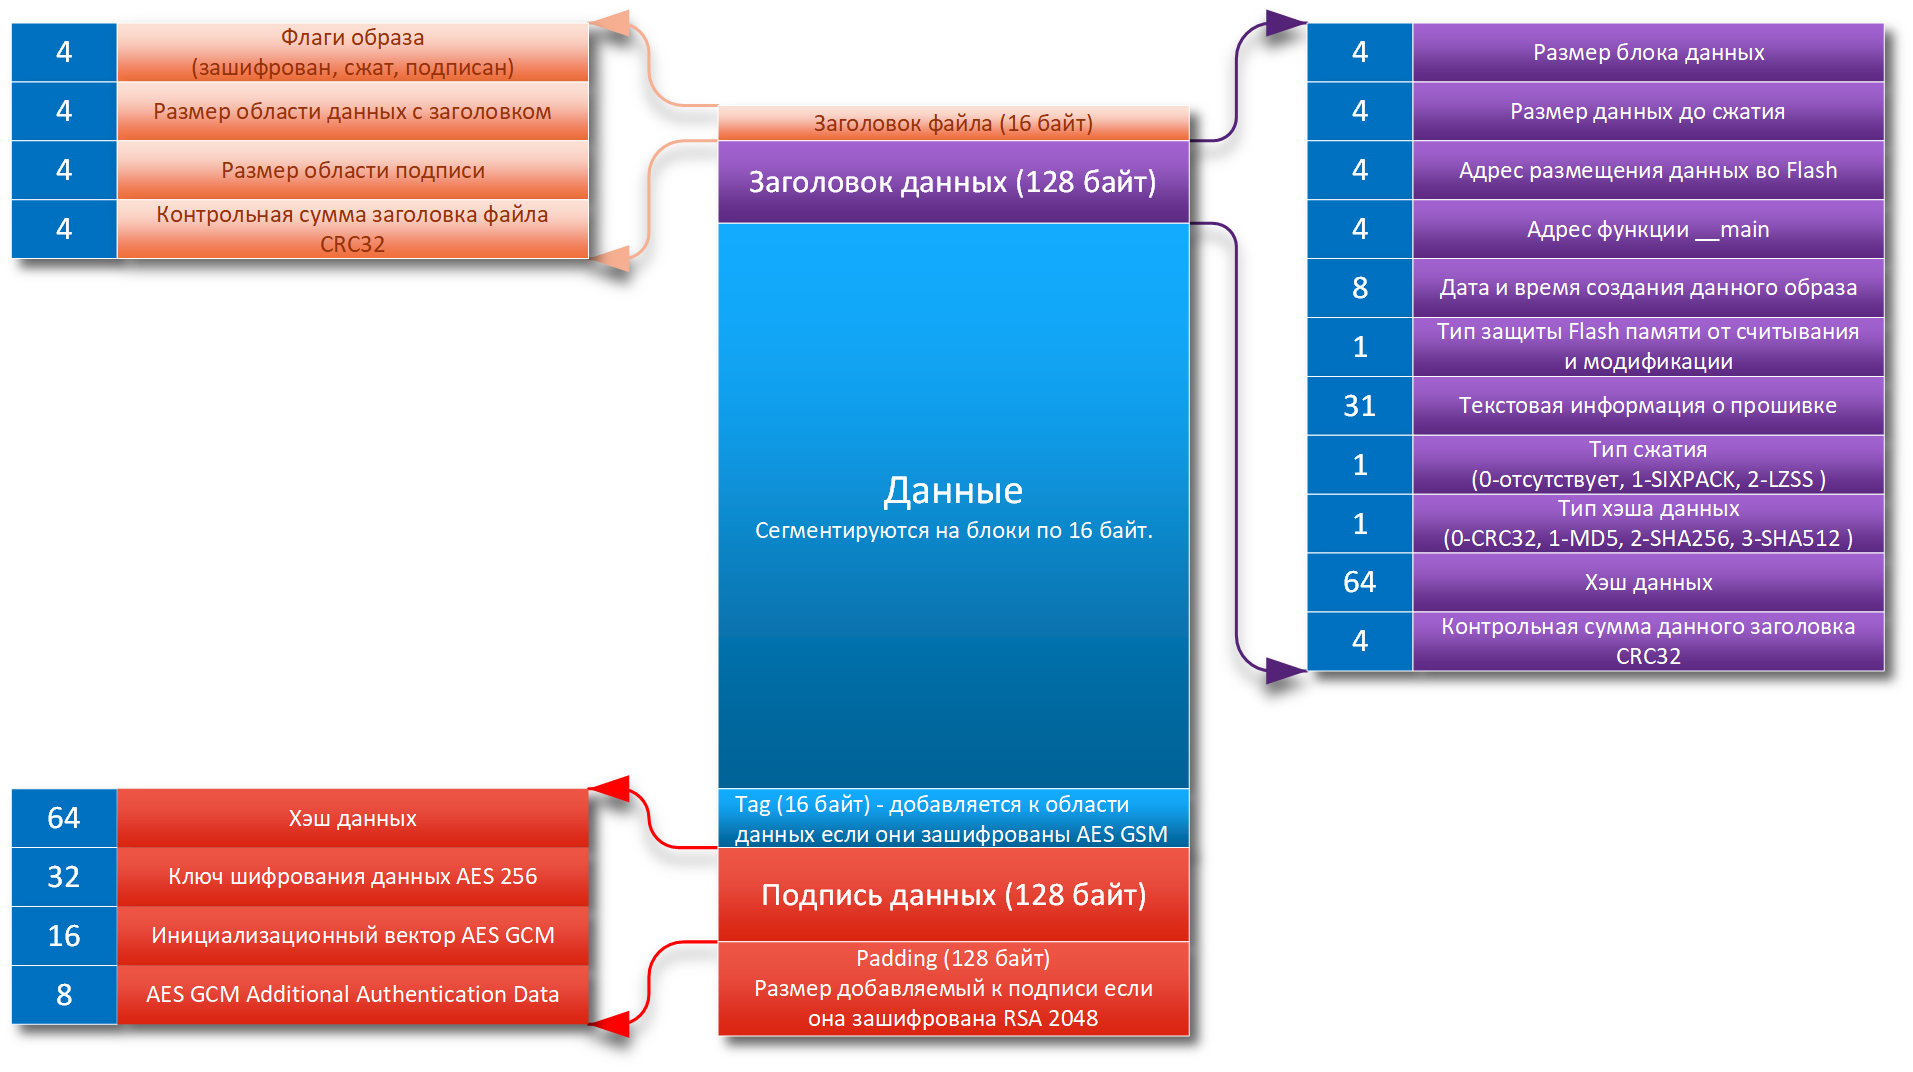 4
Флаги образа
(зашифрован, сжат, подписан)
4
Размер области данных с заголовком
4
Размер области подписи
4
Контрольная сумма заголовка файла
CRC32
Заголовок файла (16 байт)
Заголовок данных (128 байт)
Данные
Сегментируются на блоки по 16 байт.
Tag (16 байт) - добавляется к области
данных если они зашифрованы AES GSM
Подпись данных (128 байт)
Padding (128 байт)
Размер добавляемый к подписи если
она зашифрована RSA 2048
4
Размер блока данных
4
Размер данных до сжатия
4
Адрес размещения данных во Flash
4
Адрес функции __main
8
Дата и время создания данного образа
1
Тип защиты Flash памяти от считывания
и модификации
31
Текстовая информация о прошивке
1
Тип сжатия
(0-отсутствует, 1-SIXPACK, 2-LZSS )
1
Тип хэша данных
(0-CRC32, 1-MD5, 2-SHA256, 3-SHA512 )
64
Хэш данных
4
Контрольная сумма данного заголовка
CRC32
64
Хэш данных
32
Ключ шифрования данных AES 256
16
Инициализационный вектор AES GCM
8
AES GCM Additional Authentication Data